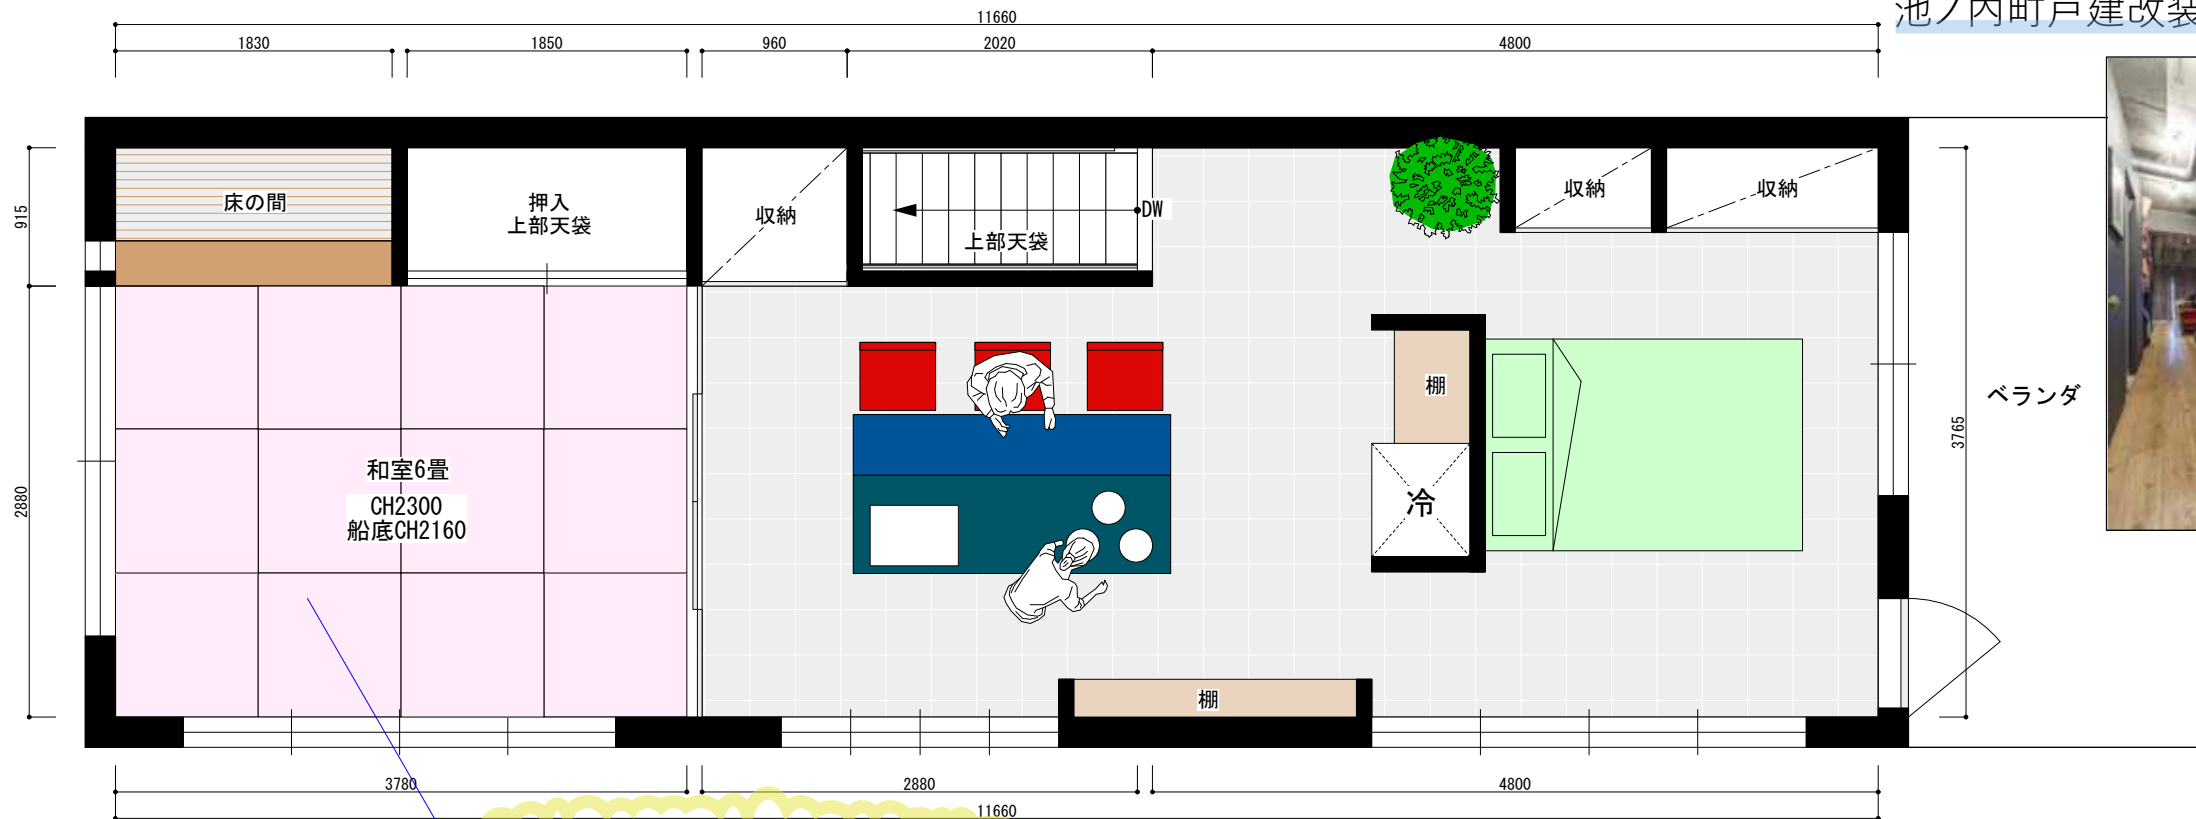 池ノ内町戸建改装
11660
1830
1850
960
2020
4800
床の間
押入
上部天袋
収納
上部天袋
DW
収納
収納
915
2880
和室6畳
CH2300
船底CH2160
棚
冷
棚
ベランダ
3765
3780
2880
4800
11660